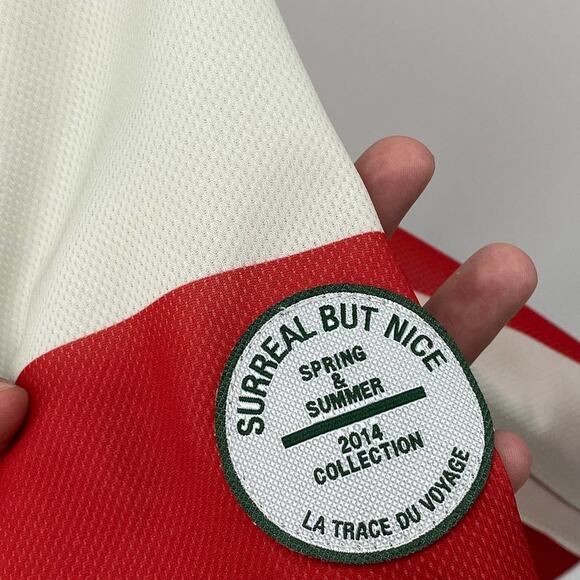 SURREAL BUT NICE
SPRING
&
SUMMER
2014
COLLECTION
LA TRACE DU VOYAGE